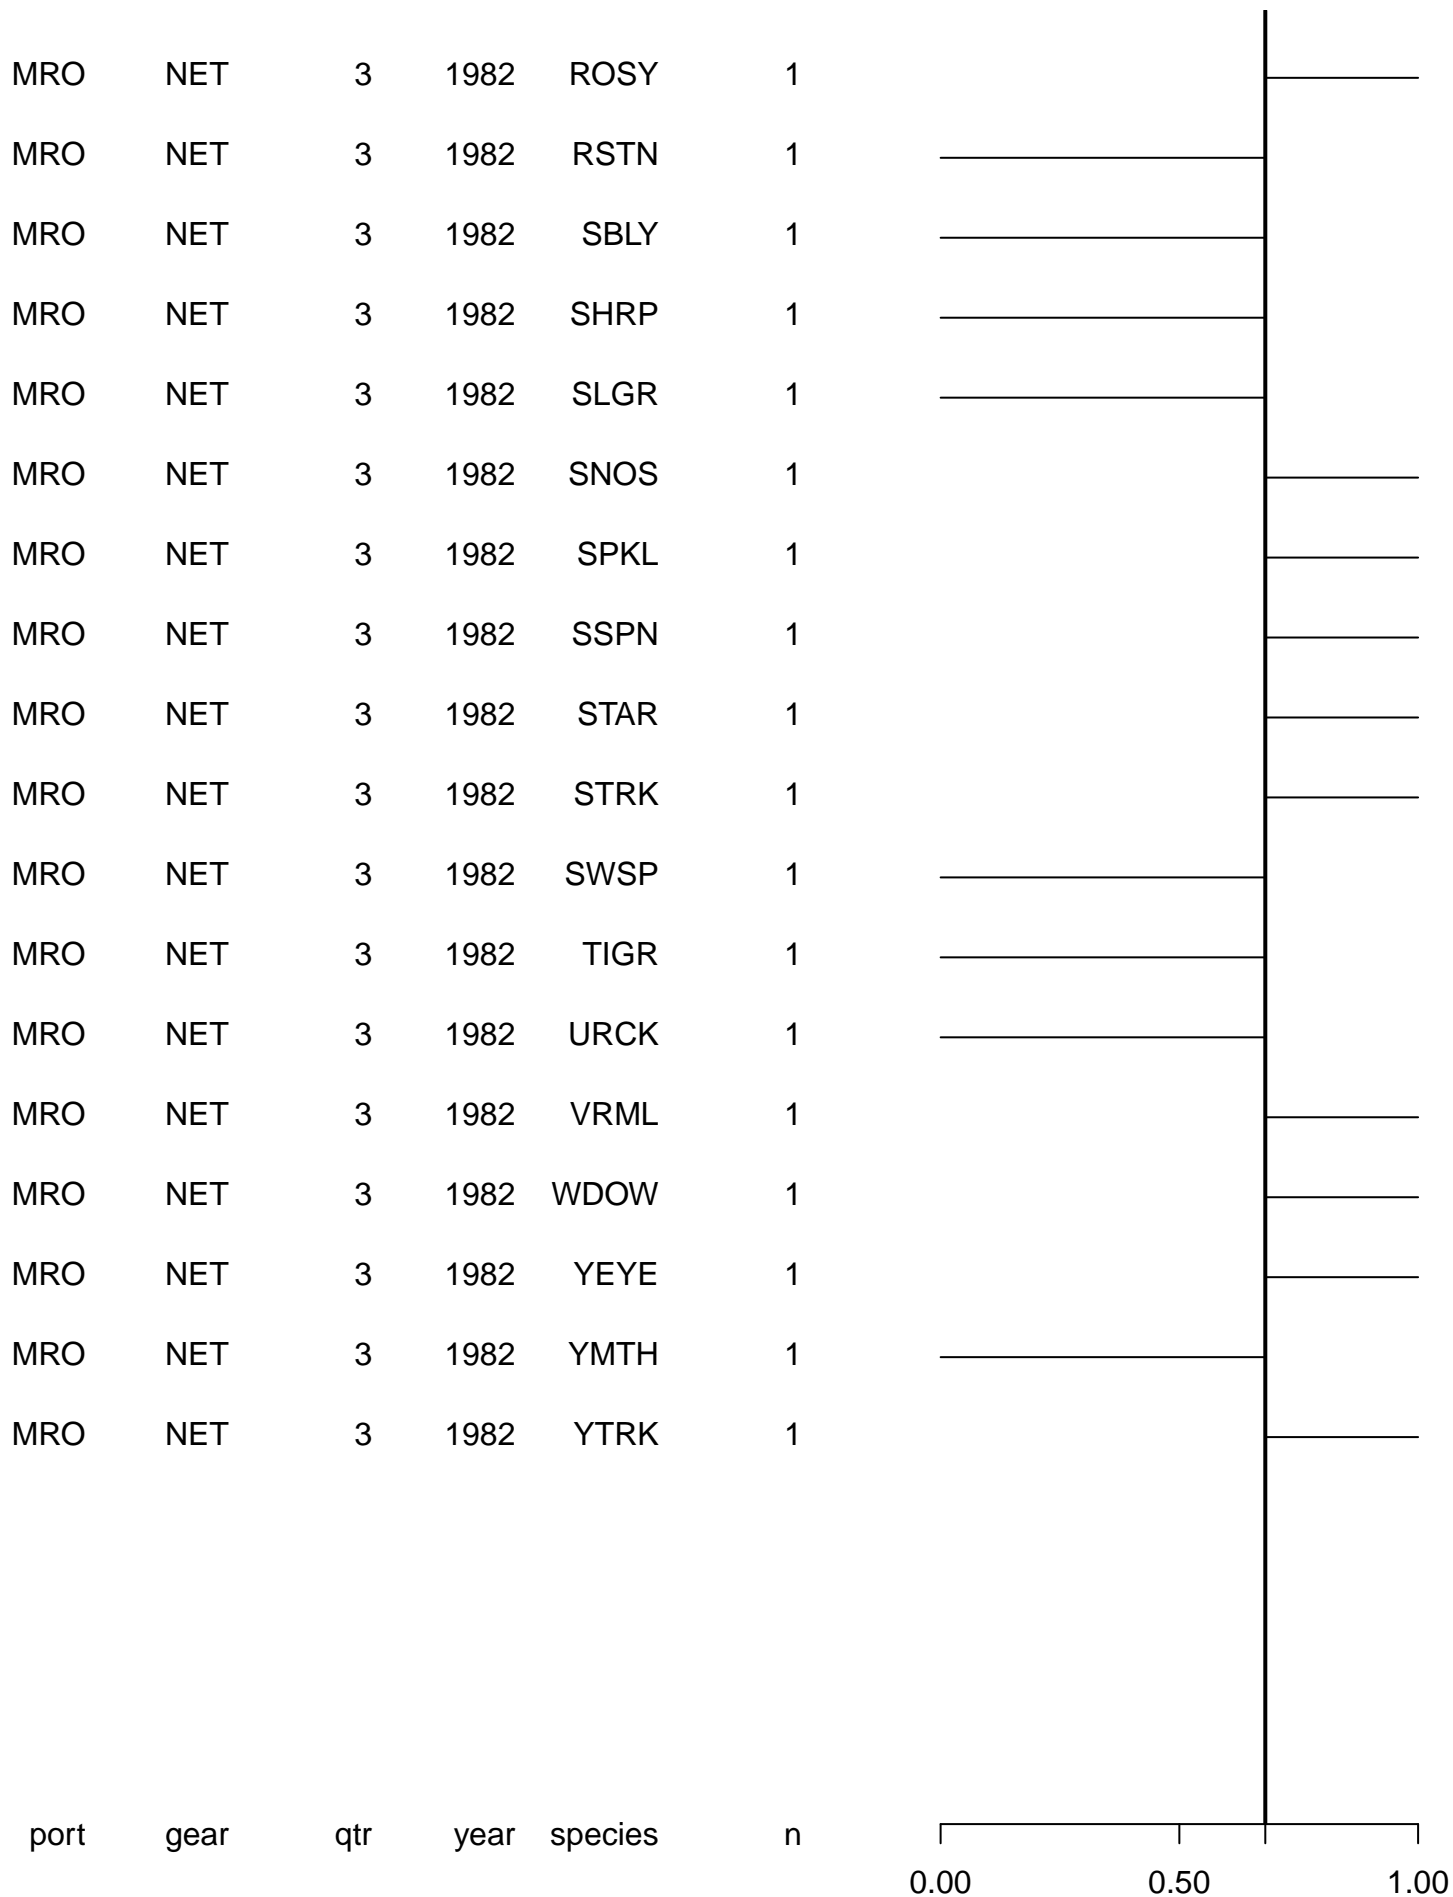 MRO NET 3 1982 ROSY 1
MRO NET 3 1982 RSTN 1
MRO NET 3 1982 SBLY 1
MRO NET 3 1982 SHRP 1
MRO NET 3 1982 SLGR 1
MRO NET 3 1982 SNOS 1
MRO NET 3 1982 SPKL 1
MRO NET 3 1982 SSPN 1
MRO NET 3 1982 STAR 1
MRO NET 3 1982 STRK 1
MRO NET 3 1982 SWSP 1
MRO NET 3 1982 TIGR 1
MRO NET 3 1982 URCK 1
MRO NET 3 1982 VRML 1
MRO NET 3 1982 WDOW 1
MRO NET 3 1982 YEYE 1
MRO NET 3 1982 YMTH 1
MRO NET 3 1982 YTRK 1
port gear qtr year species n
0.00 0.50 1.00